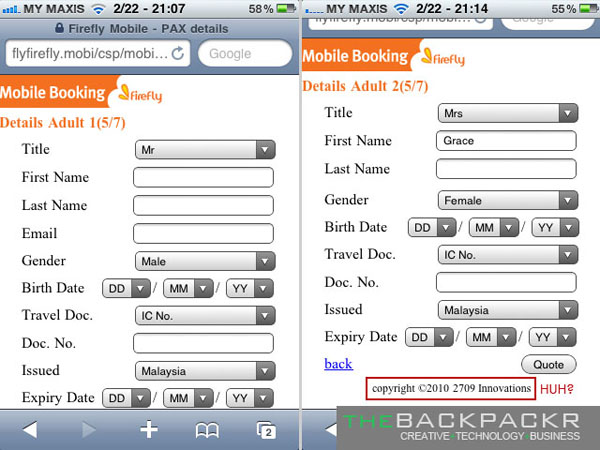 MY MAXIS 2/22 - 21:07 58%
Firefly Mobile - PAX details
flyfirefly.mobi/csp/mobi... Google
Mobile Booking firefly
Details Adult 1(5/7)
Title Mr
First Name
Last Name
Email
Gender Male
Birth Date DD / MM / YY
Travel Doc. IC No.
Doc. No.
Issued Malaysia
Expiry Date DD / MM / YY
2
MY MAXIS 2/22 - 21:14 55%
Mobile Booking firefly
Details Adult 2(5/7)
Title Mrs
First Name Grace
Last Name
Gender Female
Birth Date DD / MM / YY
Travel Doc. IC No.
Doc. No.
Issued Malaysia
Expiry Date DD / MM / YY
back Quote
copyright ©2010 2709 Innovations HUH?
THEBACKPACKR
CREATIVE+TECHNOLOGY+BUSINESS